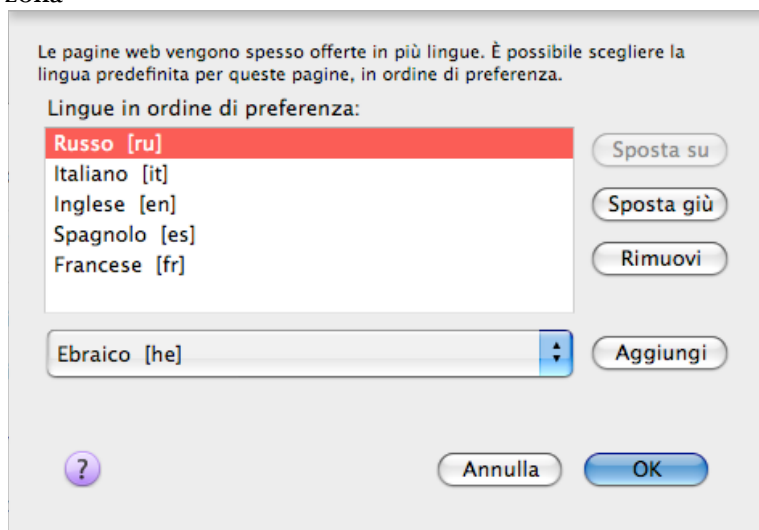 Le pagine web vengono spesso offerte in più lingue. È possibile scegliere la
lingua predefinita per queste pagine, in ordine di preferenza.
Lingue in ordine di preferenza:
Russo [ru]
Italiano [it]
Inglese [en]
Spagnolo [es]
Francese [fr]
Sposta su
Sposta giù
Rimuovi
Ebraico [he]
Aggiungi
?
Annulla
OK